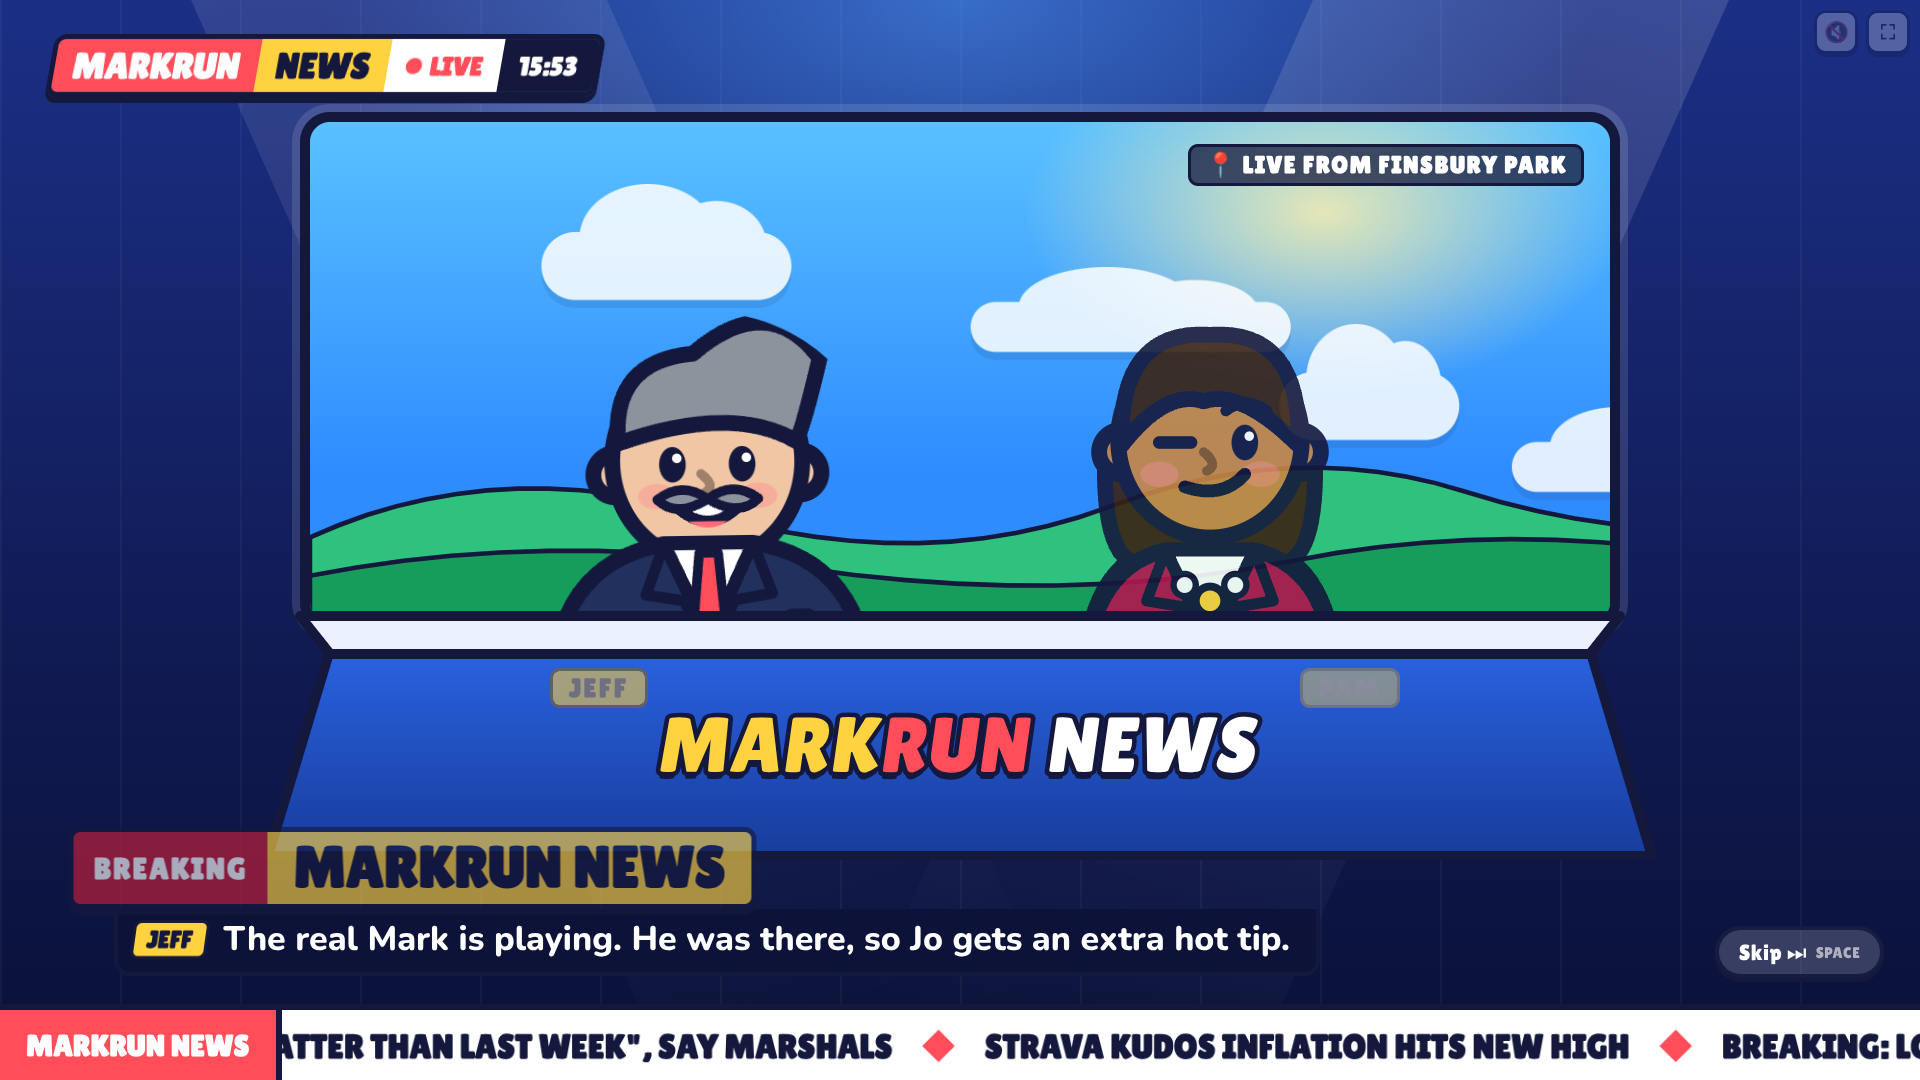 MARKRUN NEWS LIVE 15:53
📍 LIVE FROM FINSBURY PARK
JEFF
PAM
MARKRUN NEWS
BREAKING MARKRUN NEWS
JEFF The real Mark is playing. He was there, so Jo gets an extra hot tip.
Skip SPACE
MARKRUN NEWS ATTER THAN LAST WEEK", SAY MARSHALS ◆ STRAVA KUDOS INFLATION HITS NEW HIGH ◆ BREAKING: